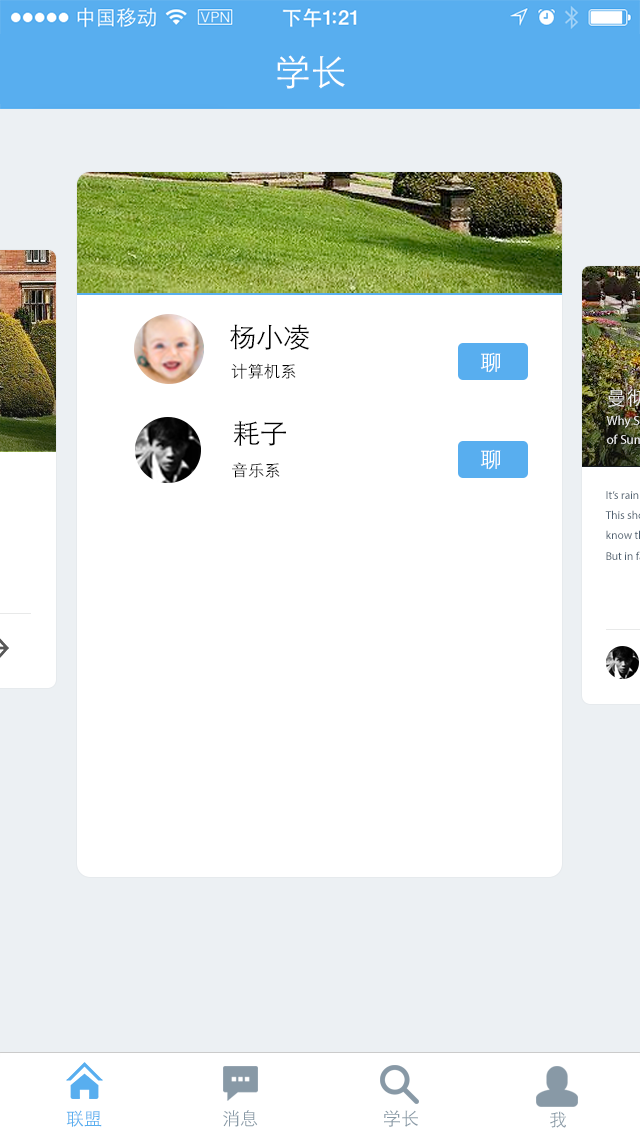 中国移动 VPN 下午1:21
学长
杨小凌
计算机系
聊
耗子
音乐系
聊
曼彻
Why S
of Sun
It's rain
This sho
know th
But in fa
联盟
消息
学长
我